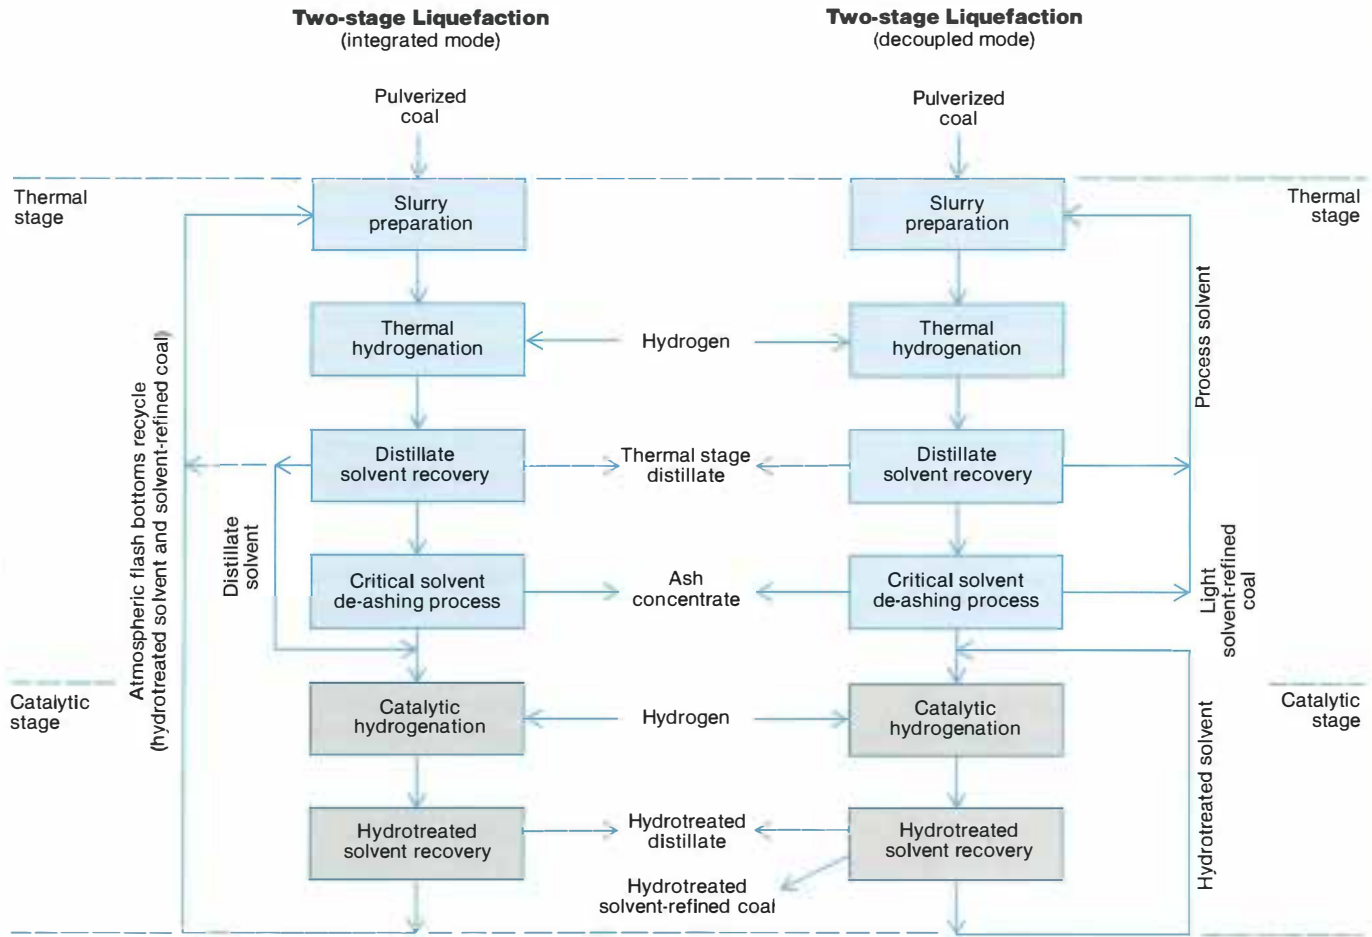 Two-stage Liquefaction
(integrated mode)
Two-stage Liquefaction
(decoupled mode)
Pulverized
coal
Pulverized
coal
Thermal
stage
Slurry
preparation
Slurry
preparation
Thermal
stage
Thermal
hydrogenation
Hydrogen
Thermal
hydrogenation
Process solvent
Atmospheric flash bottoms recycle
(hydrotreated solvent and solvent-refined coal)
Distillate
solvent recovery
Thermal stage
distillate
Distillate
solvent recovery
Distillate
solvent
Critical solvent
de-ashing process
Ash
concentrate
Critical solvent
de-ashing process
Light
solvent-refined
coal
Catalytic
stage
Catalytic
hydrogenation
Hydrogen
Catalytic
hydrogenation
Catalytic
stage
Hydrotreated solvent
Hydrotreated
solvent recovery
Hydrotreated
distillate
Hydrotreated
solvent recovery
Hydrotreated
solvent-refined coal